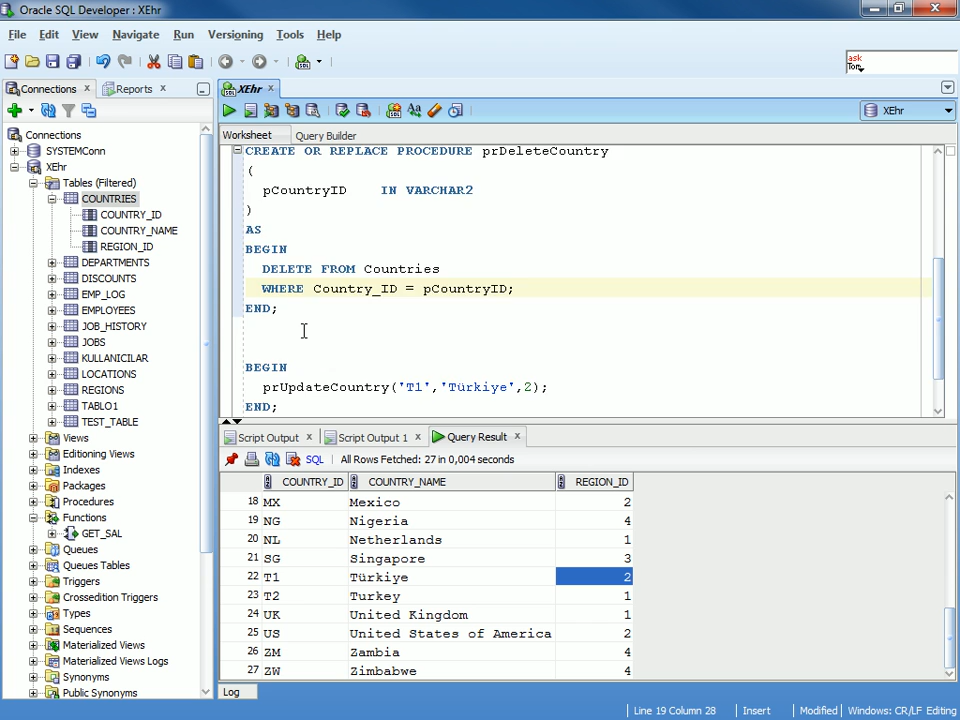 Oracle SQL Developer : XEhr
File Edit View Navigate Run Versioning Tools Help
ask
Tom
Connections
Reports
XEhr
XEhr
Worksheet
Query Builder
Connections
SYSTEMConn
XEhr
Tables (Filtered)
COUNTRIES
COUNTRY_ID
COUNTRY_NAME
REGION_ID
DEPARTMENTS
DISCOUNTS
EMP_LOG
EMPLOYEES
JOB_HISTORY
JOBS
KULLANICILAR
LOCATIONS
REGIONS
TABLO1
TEST_TABLE
Views
Editioning Views
Indexes
Packages
Procedures
Functions
GET_SAL
Queues
Queues Tables
Triggers
Crossedition Triggers
Types
Sequences
Materialized Views
Materialized Views Logs
Synonyms
Public Synonyms
CREATE OR REPLACE PROCEDURE prDeleteCountry
(
pCountryID IN VARCHAR2
)
AS
BEGIN
DELETE FROM Countries
WHERE Country_ID = pCountryID;
END;
BEGIN
prUpdateCountry('T1','Türkiye',2);
END;
Script Output
Script Output 1
Query Result
SQL
All Rows Fetched: 27 in 0,004 seconds
COUNTRY_ID COUNTRY_NAME REGION_ID
18 MX Mexico 2
19 NG Nigeria 4
20 NL Netherlands 1
21 SG Singapore 3
22 T1 Türkiye 2
23 T2 Turkey 1
24 UK United Kingdom 1
25 US United States of America 2
26 ZM Zambia 4
27 ZW Zimbabwe 4
Log
Line 19 Column 28
Insert
Modified
Windows: CR/LF Editing